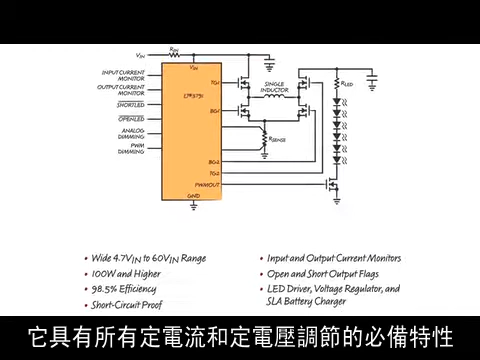 VIN
RIN
VIN
INPUT CURRENT
MONITOR
OUTPUT CURRENT
MONITOR
SHORTLED
OPENLED
ANALOG
DIMMING
PWM
DIMMING
LT®3791
TG1
BG1
SINGLE
INDUCTOR
RSENSE
RLED
BG2
TG2
PWMOUT
GND
• Wide 4.7VIN to 60VIN Range
• 100W and Higher
• 98.5% Efficiency
• Short-Circuit Proof
• Input and Output Current Monitors
• Open and Short Output Flags
• LED Driver, Voltage Regulator, and
SLA Battery Charger
它具有所有定電流和定電壓調節的必備特性